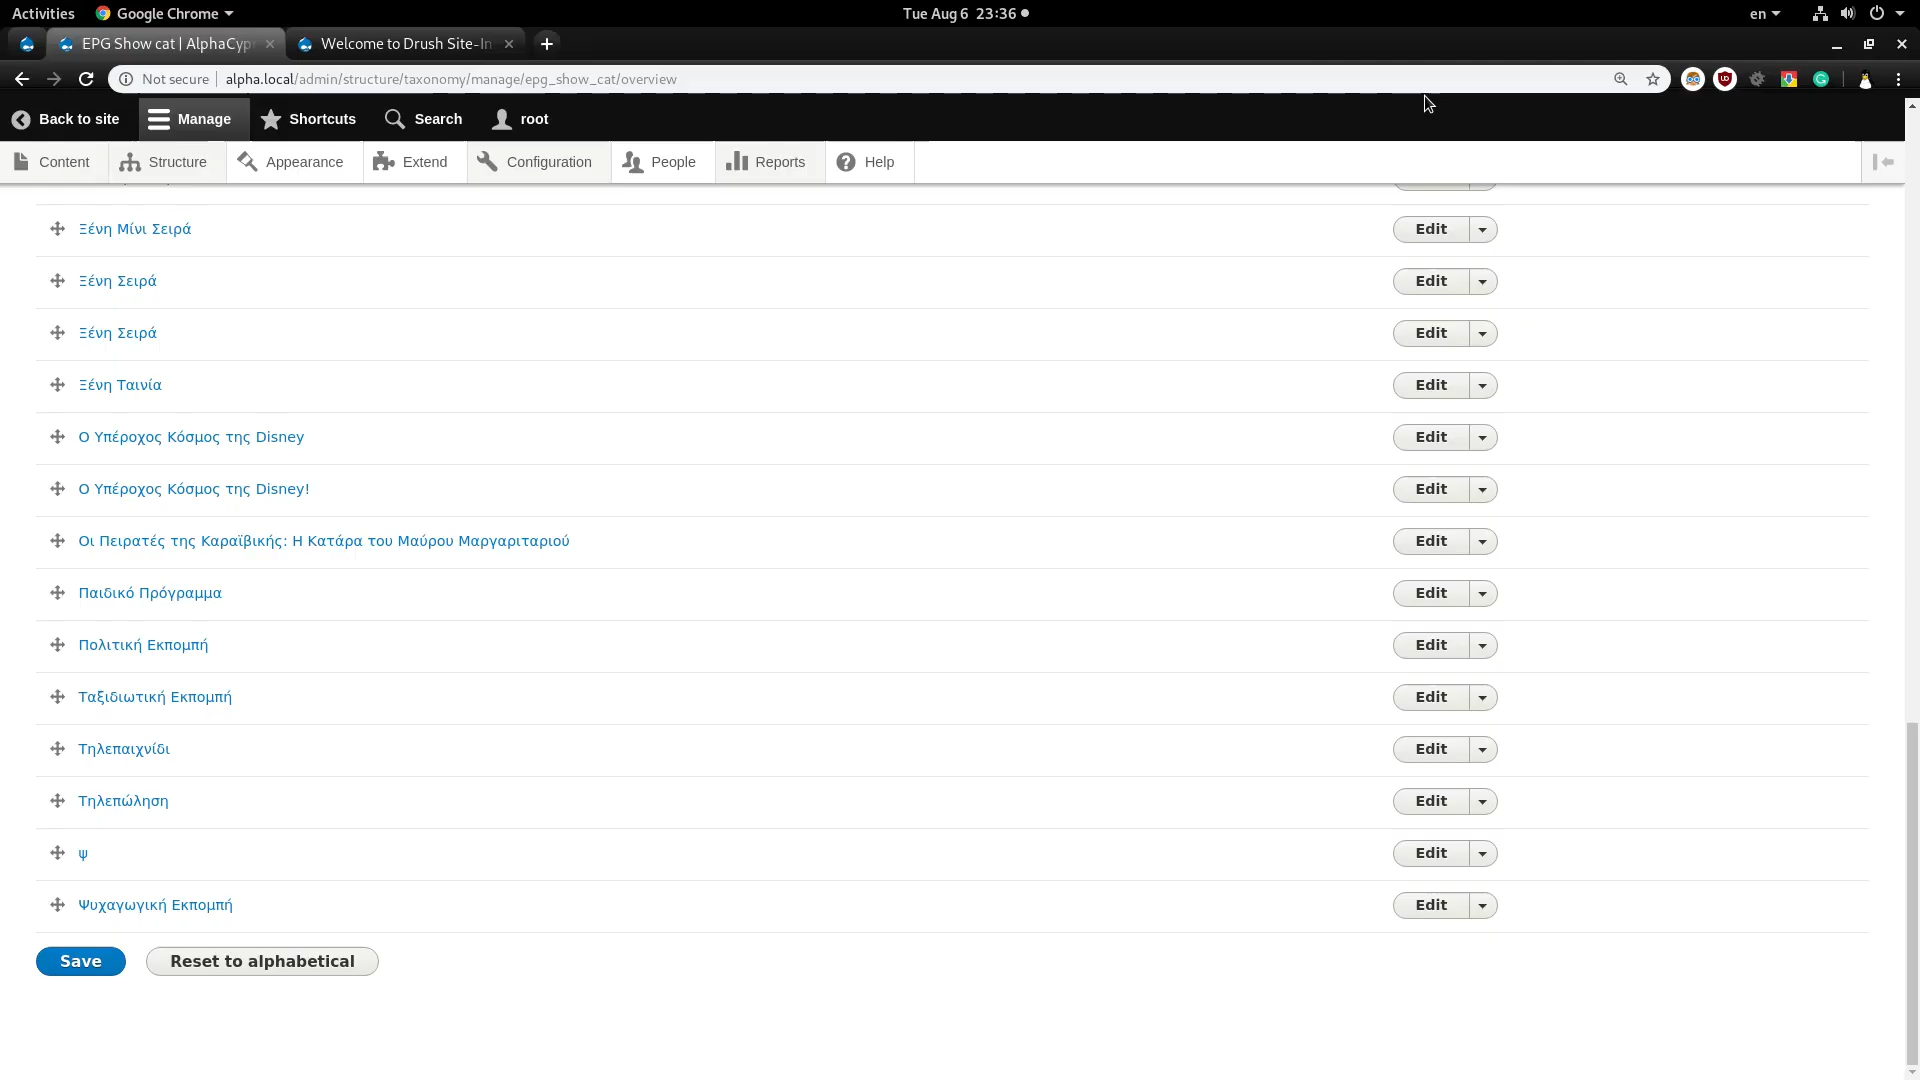 Activities Google Chrome Tue Aug 6 23:36 en
EPG Show cat | AlphaCyp Welcome to Drush Site-In
Not secure alpha.local/admin/structure/taxonomy/manage/epg_show_cat/overview
Back to site Manage Shortcuts Search root
Content Structure Appearance Extend Configuration People Reports Help
Ξένη Μίνι Σειρά Edit
Ξένη Σειρά Edit
Ξένη Σειρά Edit
Ξένη Ταινία Edit
Ο Υπέροχος Κόσμος της Disney Edit
Ο Υπέροχος Κόσμος της Disney! Edit
Οι Πειρατές της Καραϊβικής: Η Κατάρα του Μαύρου Μαργαριταριού Edit
Παιδικό Πρόγραμμα Edit
Πολιτική Εκπομπή Edit
Ταξιδιωτική Εκπομπή Edit
Τηλεπαιχνίδι Edit
Τηλεπώληση Edit
ψ Edit
Ψυχαγωγική Εκπομπή Edit
Save Reset to alphabetical